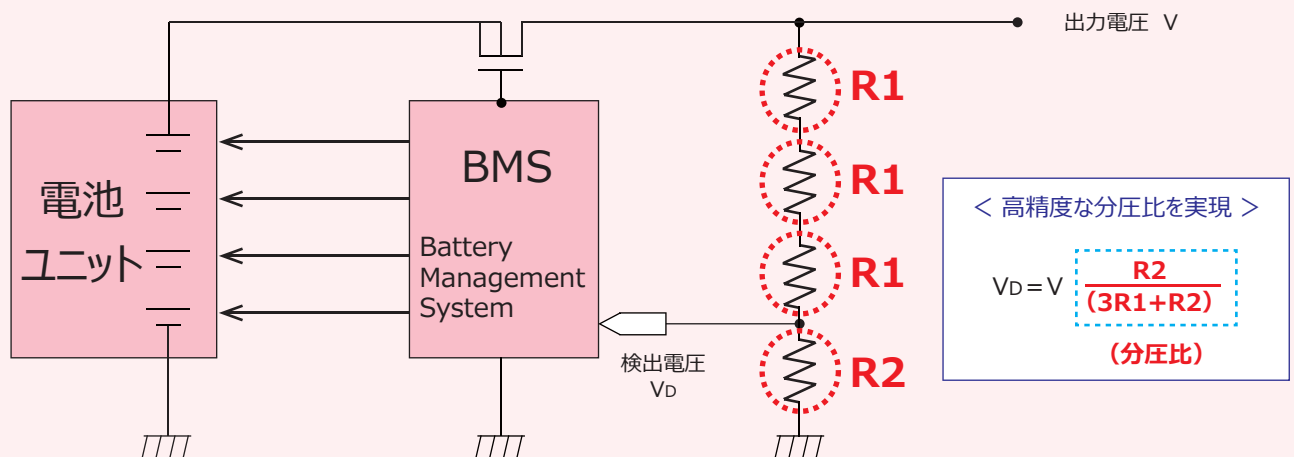 出力電圧 V
R1
R1
R1
R2
電池
ユニット
BMS
Battery
Management
System
検出電圧
VD
＜ 高精度な分圧比を実現 ＞
VD＝V R2
(3R1+R2)
（分圧比）